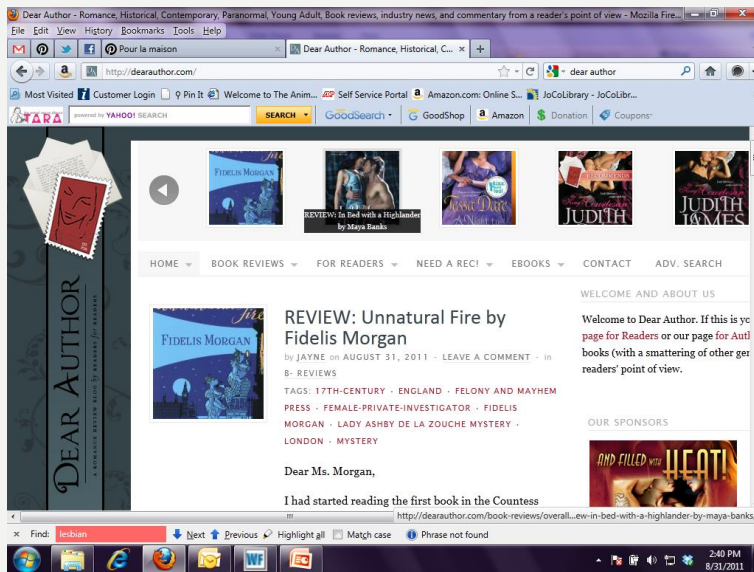 Dear Author - Romance, Historical, Contemporary, Paranormal, Young Adult, Book reviews, industry news, and commentary from a reader's point of view - Mozilla Fire...
File Edit View History Bookmarks Tools Help
Pour la maison
Dear Author - Romance, Historical, C...
http://dearauthor.com/
dear author
Most Visited Customer Login Pin It Welcome to The Anim... Self Service Portal Amazon.com: Online S... JoCoLibrary - JoCoLibr...
TARA powered by YAHOO! SEARCH SEARCH GoodSearch GoodShop Amazon Donation Coupons
FIDELIS MORGAN
REVIEW: In Bed with a Highlander
by Maya Banks
Tessa Dare
A Night to
JUDITH
JUDITH
JAMES
HOME BOOK REVIEWS FOR READERS NEED A REC! EBOOKS CONTACT ADV. SEARCH
DEAR AUTHOR
A ROMANCE REVIEW BLOG BY READERS FOR READERS
Fire
FIDELIS MORGAN
REVIEW: Unnatural Fire by
Fidelis Morgan
by JAYNE on AUGUST 31, 2011 · LEAVE A COMMENT · in
B- REVIEWS
TAGS: 17TH-CENTURY · ENGLAND · FELONY AND MAYHEM
PRESS · FEMALE-PRIVATE-INVESTIGATOR · FIDELIS
MORGAN · LADY ASHBY DE LA ZOUCHE MYSTERY ·
LONDON · MYSTERY
Dear Ms. Morgan,
I had started reading the first book in the Countess
WELCOME AND ABOUT US
Welcome to Dear Author. If this is yo
page for Readers or our page for Auth
books (with a smattering of other gen
readers' point of view.
OUR SPONSORS
AND FILLED WITH HEAT!
http://dearauthor.com/book-reviews/overall...ew-in-bed-with-a-highlander-by-maya-banks
Find: lesbian Next Previous Highlight all Match case Phrase not found
2:40 PM
8/31/2011